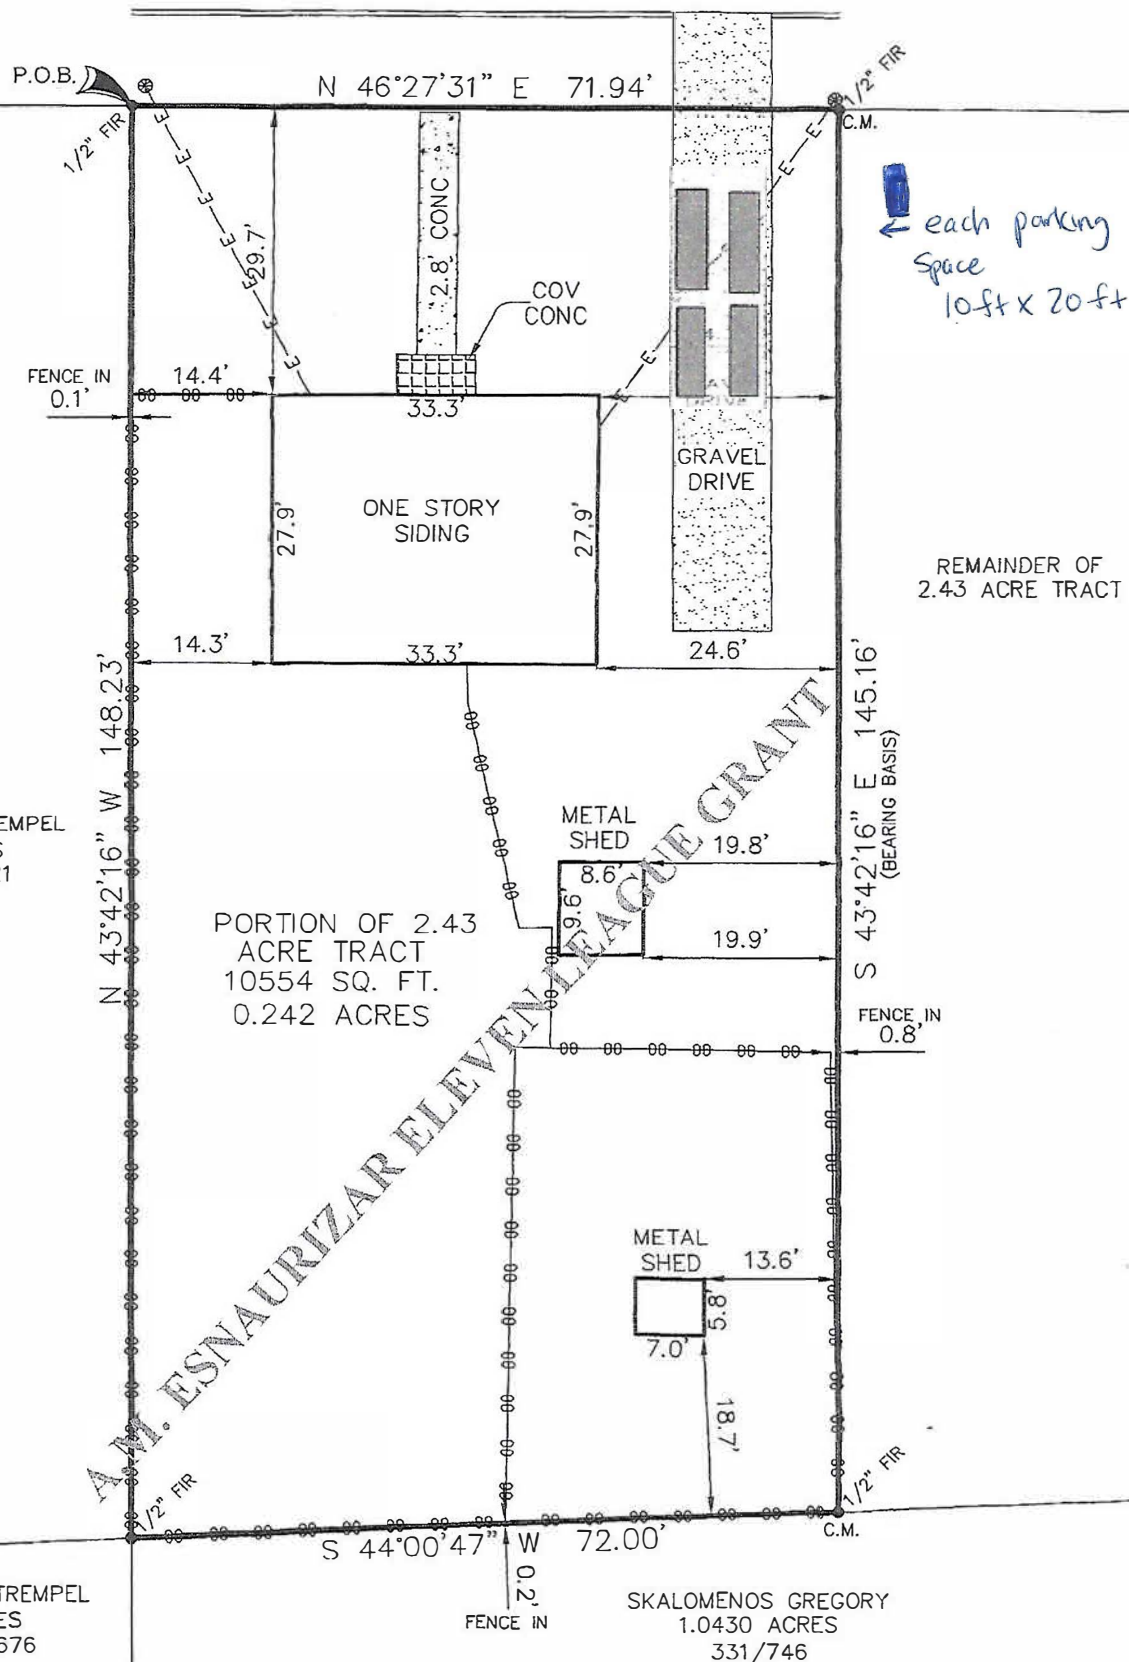 P.O.B.
N 46°27'31" E 71.94'
1/2" FIR
C.M.
1/2" FIR
29.7'
2.8' CONC
COV
CONC
each parking
Space
10ft x 20ft
FENCE IN
0.1'
14.4'
33.3'
GRAVEL
DRIVE
27.9'
ONE STORY
SIDING
27.9'
REMAINDER OF
2.43 ACRE TRACT
14.3'
33.3'
24.6'
N 43°42'16" W 148.23'
S 43°42'16" E 145.16'
(BEARING BASIS)
EMPEL
METAL
SHED
8.6'
9.6'
19.8'
19.9'
PORTION OF 2.43
ACRE TRACT
10554 SQ. FT.
0.242 ACRES
A.M. ESNAURIZAR ELEVEN LEAGUE GRANT
FENCE IN
0.8'
METAL
SHED
13.6'
5.8'
7.0'
18.7'
1/2" FIR
1/2" FIR
C.M.
S 44°00'47" W 72.00'
0.2'
FENCE IN
TREMPEL
ES
676
SKALOMENOS GREGORY
1.0430 ACRES
331/746